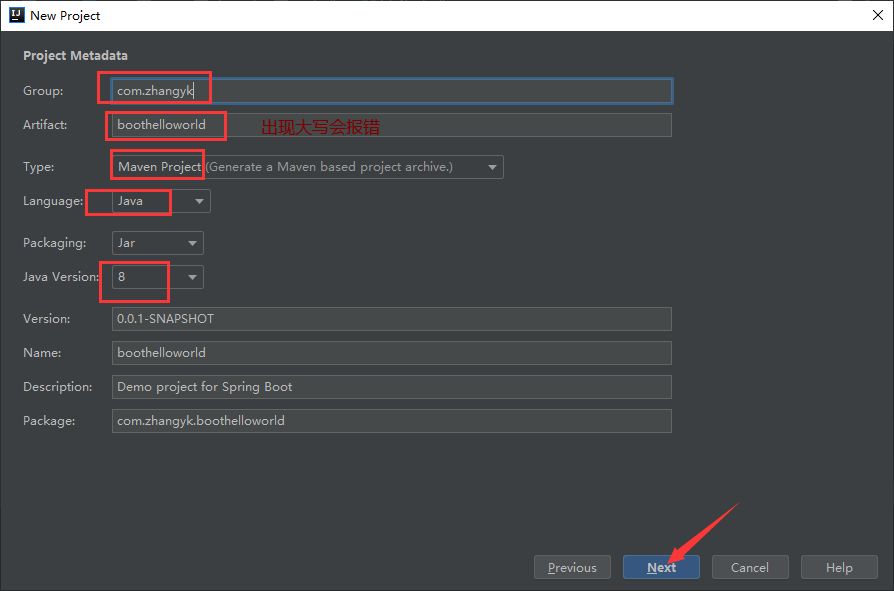 New Project
Project Metadata
Group: com.zhangyk
Artifact: boothelloworld 出现大写会报错
Type: Maven Project (Generate a Maven based project archive.)
Language: Java
Packaging: Jar
Java Version: 8
Version: 0.0.1-SNAPSHOT
Name: boothelloworld
Description: Demo project for Spring Boot
Package: com.zhangyk.boothelloworld
Previous Next Cancel Help